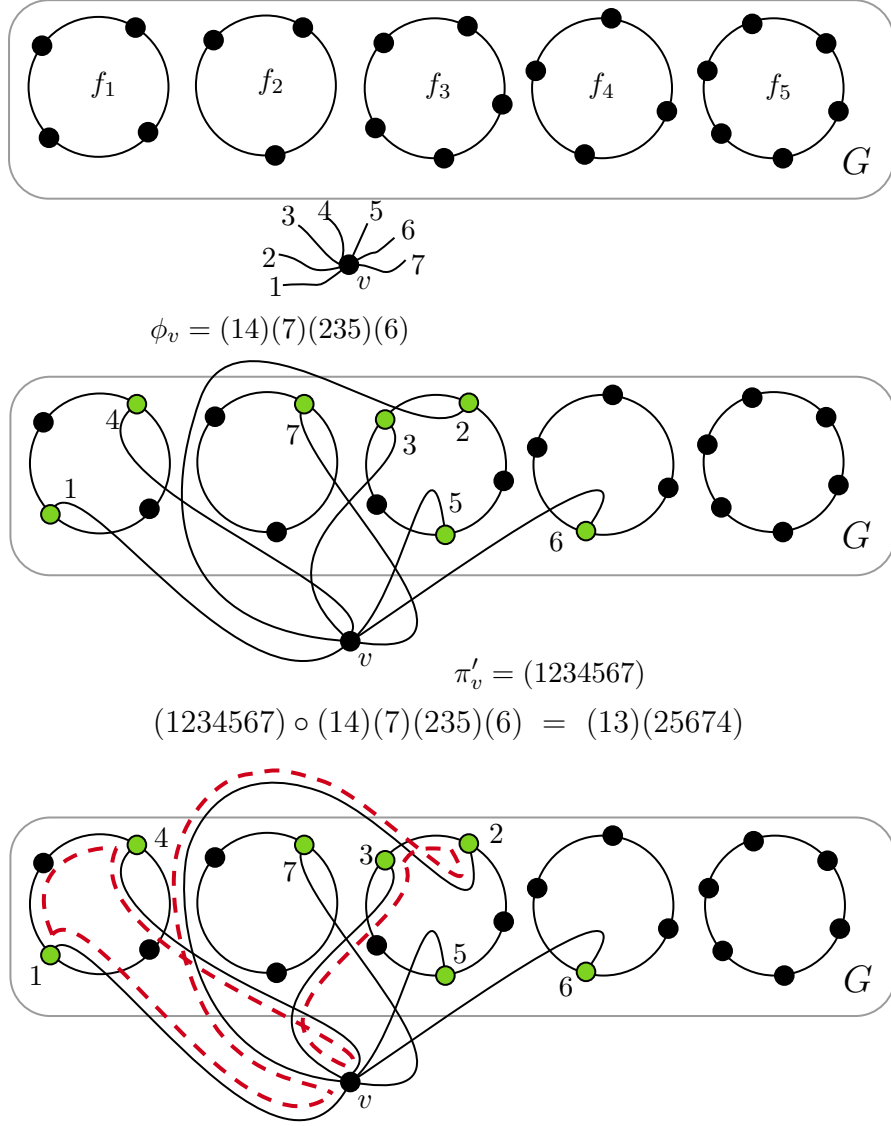 f₁ f₂ f₃ f₄ f₅
G
1 2 3 4 5 6 7
v
ϕᵥ = (14)(7)(235)(6)
1 4 7 3 2 5 6
G
v
π′ᵥ = (1234567)
(1234567) ∘ (14)(7)(235)(6) = (13)(25674)
1 4 7 3 2 5 6
G
v